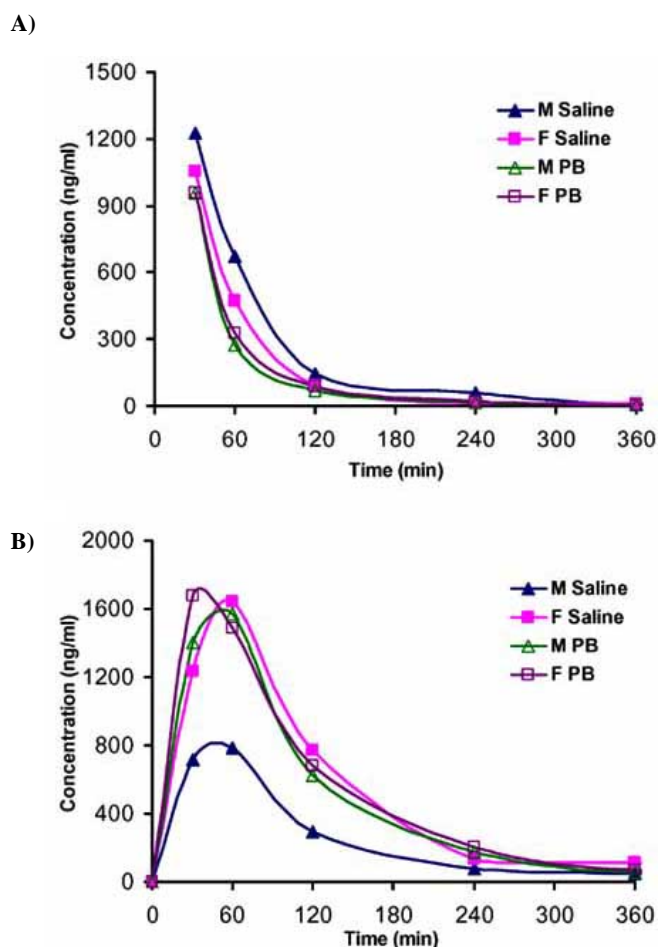 A)
1500
1200
900
600
300
0
Concentration (ng/ml)
M Saline
F Saline
M PB
F PB
0 60 120 180 240 300 360
Time (min)
B)
2000
1600
1200
800
400
0
Concentration (ng/ml)
M Saline
F Saline
M PB
F PB
0 60 120 180 240 300 360
Time (min)